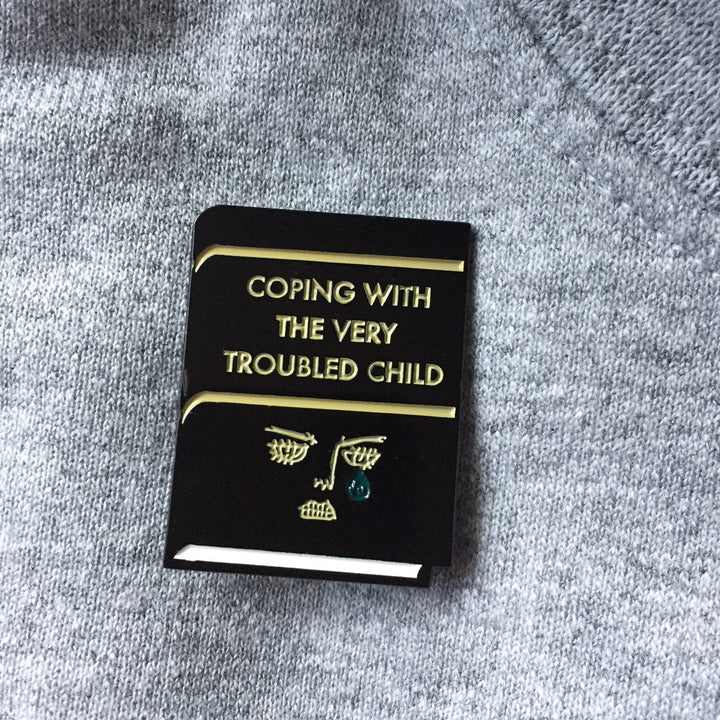 COPING WITH
THE VERY
TROUBLED CHILD